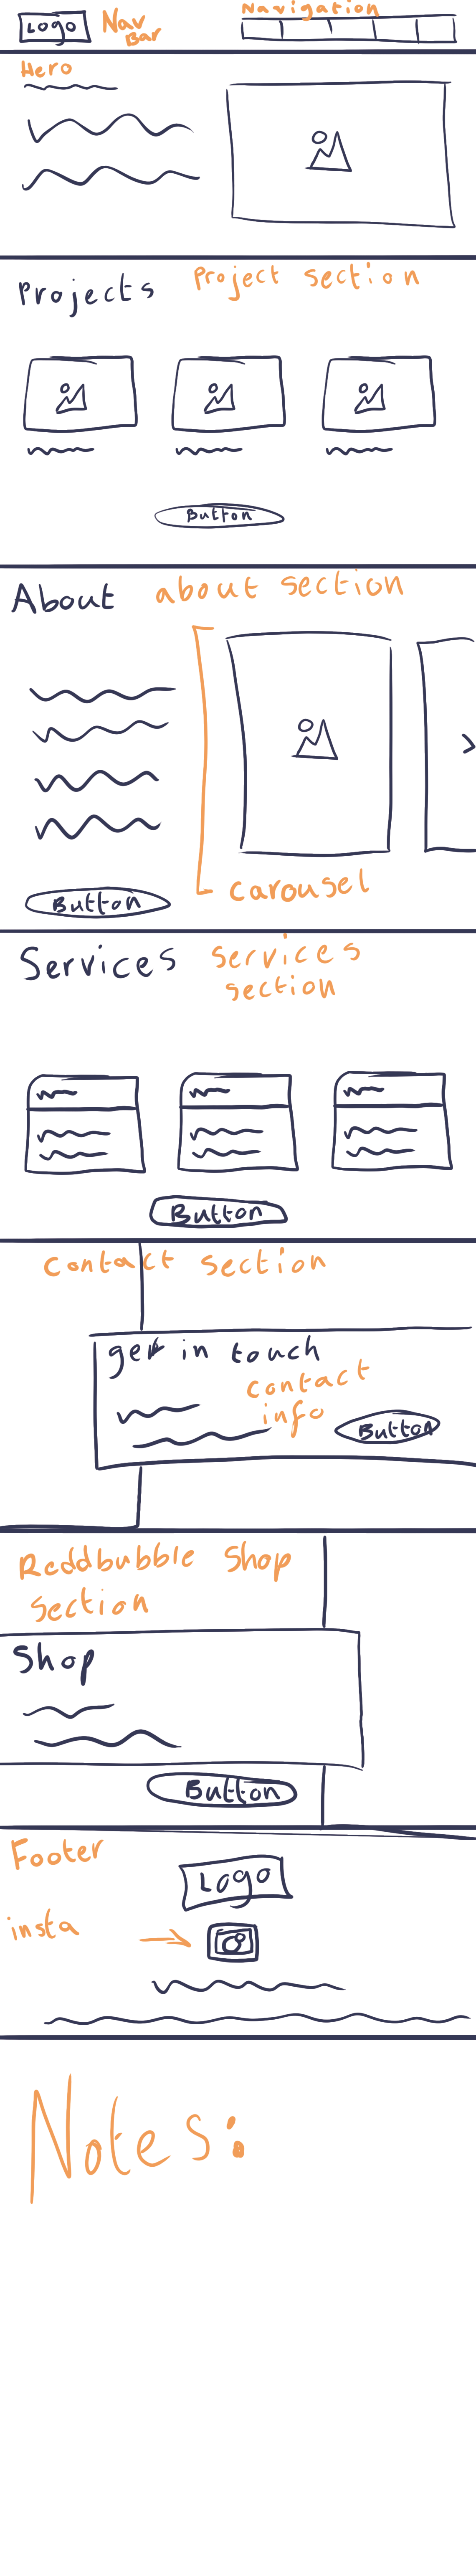 Logo
Nav
Bar
Navigation
Hero
Projects
Project section
Button
About
about section
Button
carousel
Services
Services
section
Button
Contact section
get in touch
contact
info
Button
Reddbubble Shop
section
Shop
Button
Footer
Logo
insta
Notes: